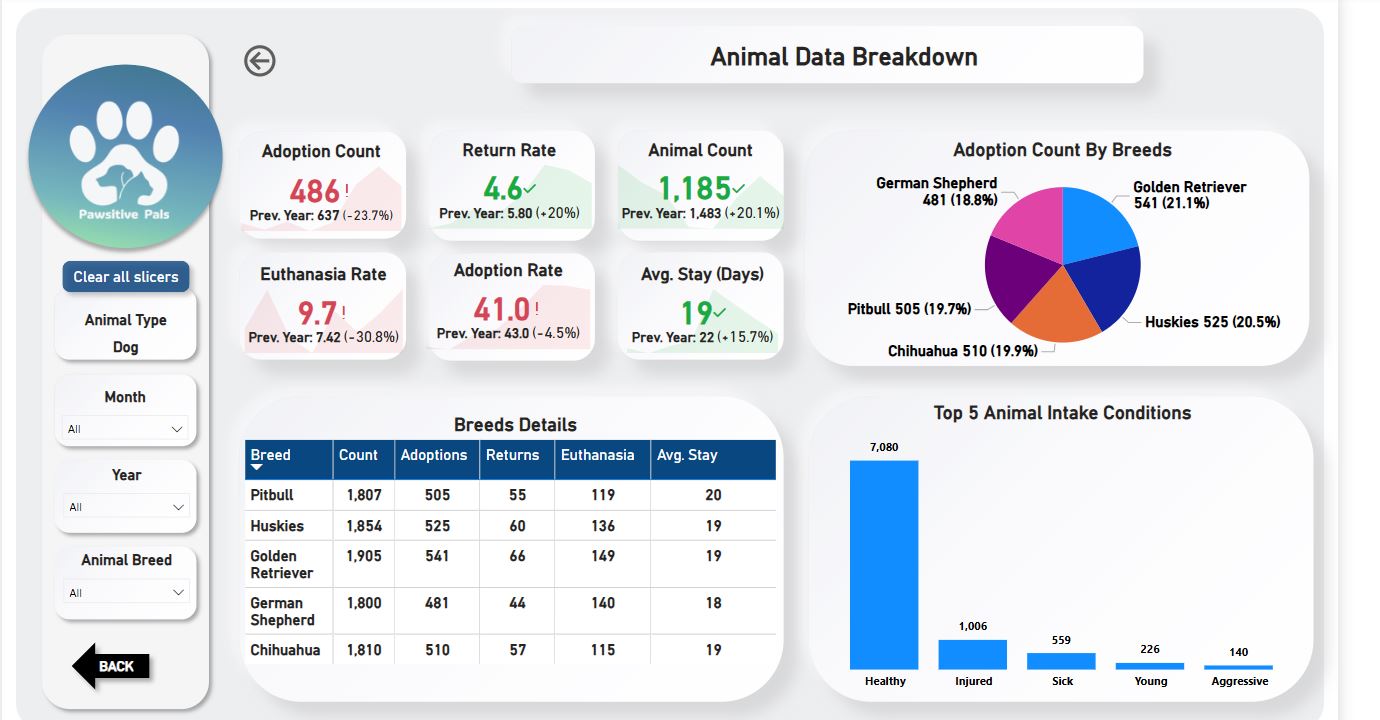 Animal Data Breakdown
Pawsitive Pals
Clear all slicers
Animal Type
Dog
Month
All
Year
All
Animal Breed
All
BACK
Adoption Count
486!
Prev. Year: 637 (-23.7%)
Return Rate
4.6✓
Prev. Year: 5.80 (+20%)
Animal Count
1,185✓
Prev. Year: 1,483 (+20.1%)
Euthanasia Rate
9.7!
Prev. Year: 7.42 (-30.8%)
Adoption Rate
41.0!
Prev. Year: 43.0 (-4.5%)
Avg. Stay (Days)
19✓
Prev. Year: 22 (+15.7%)
Adoption Count By Breeds
German Shepherd
481 (18.8%)
Golden Retriever
541 (21.1%)
Pitbull 505 (19.7%)
Huskies 525 (20.5%)
Chihuahua 510 (19.9%)
Breeds Details
Breed Count Adoptions Returns Euthanasia Avg. Stay
Pitbull 1,807 505 55 119 20
Huskies 1,854 525 60 136 19
Golden 1,905 541 66 149 19
Retriever
German 1,800 481 44 140 18
Shepherd
Chihuahua 1,810 510 57 115 19
Top 5 Animal Intake Conditions
7,080
1,006
559
226
140
Healthy Injured Sick Young Aggressive